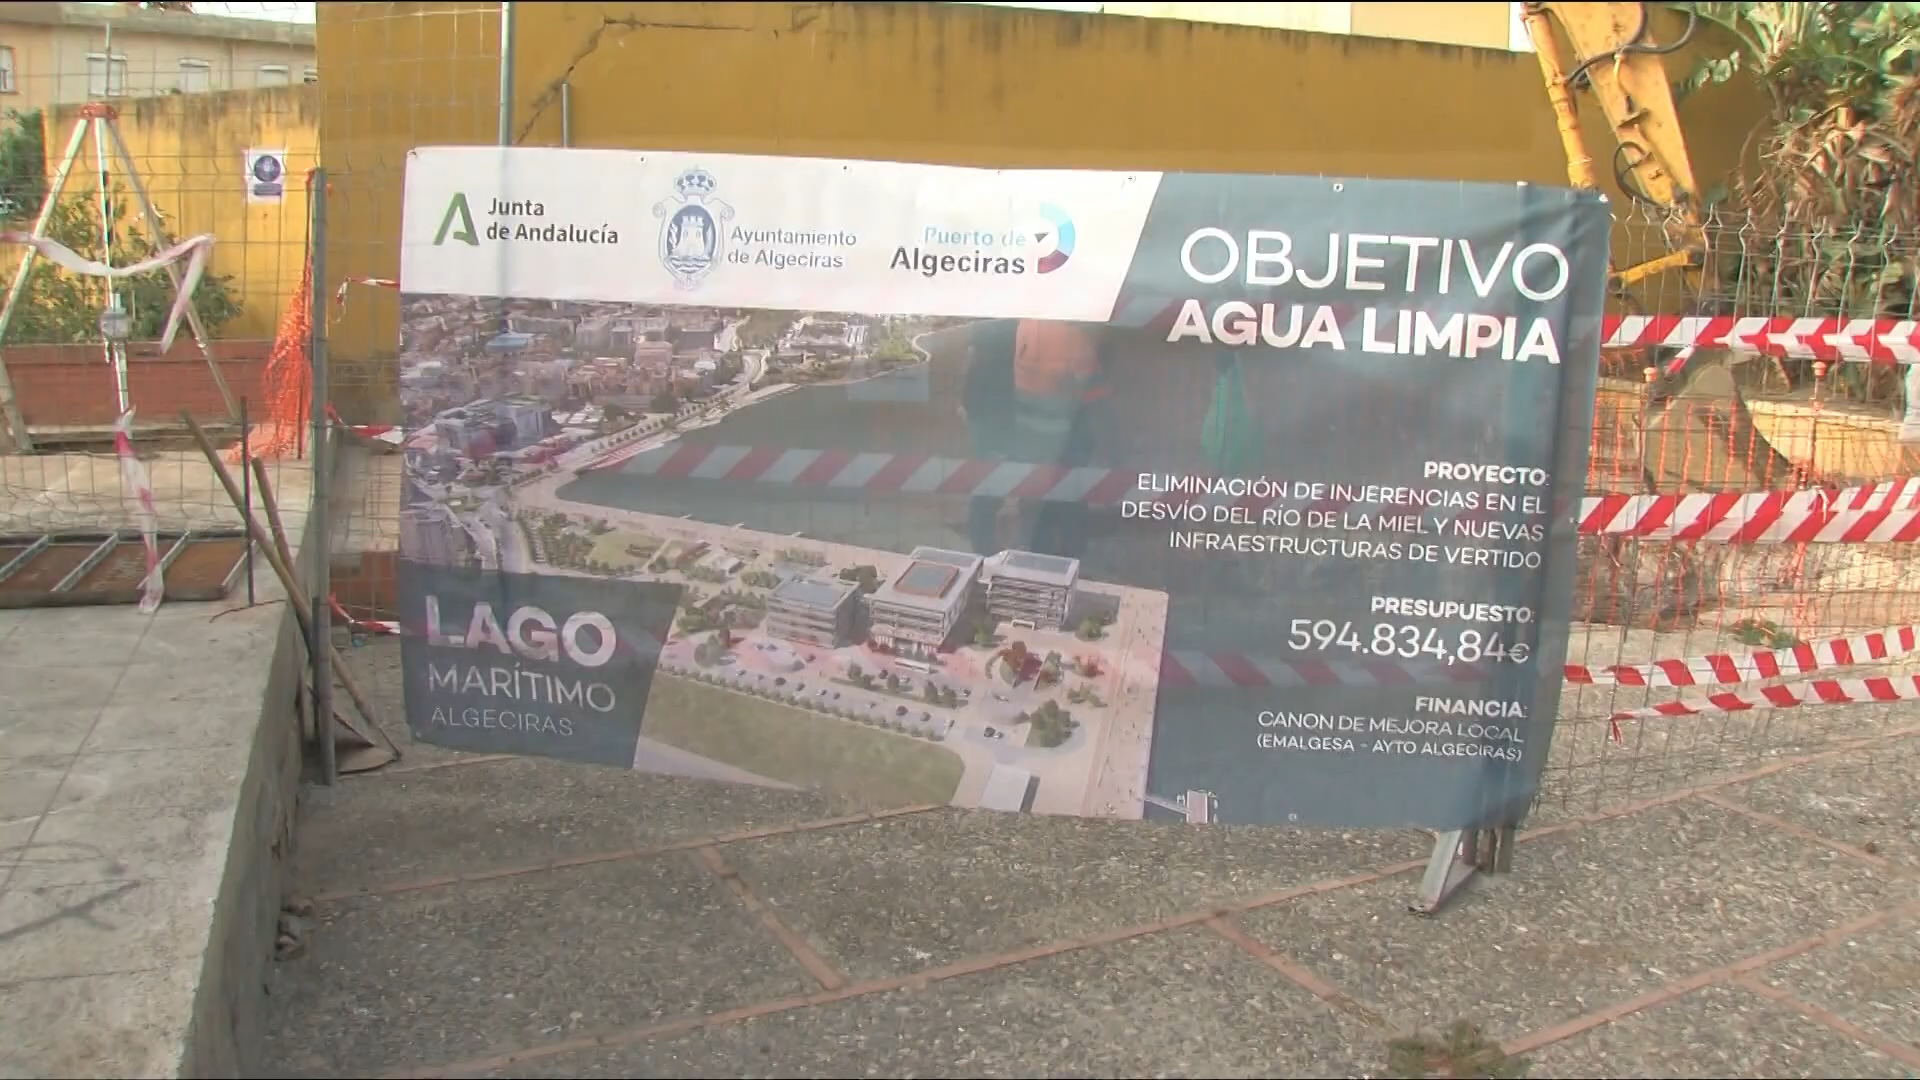 Junta
de Andalucía
Ayuntamiento
de Algeciras
Puerto de
Algeciras
OBJETIVO
AGUA LIMPIA
PROYECTO:
ELIMINACIÓN DE INJERENCIAS EN EL
DESVÍO DEL RÍO DE LA MIEL Y NUEVAS
INFRAESTRUCTURAS DE VERTIDO
PRESUPUESTO:
594.834,84€
FINANCIA:
CANON DE MEJORA LOCAL
(EMALGESA - AYTO ALGECIRAS)
LAGO
MARÍTIMO
ALGECIRAS